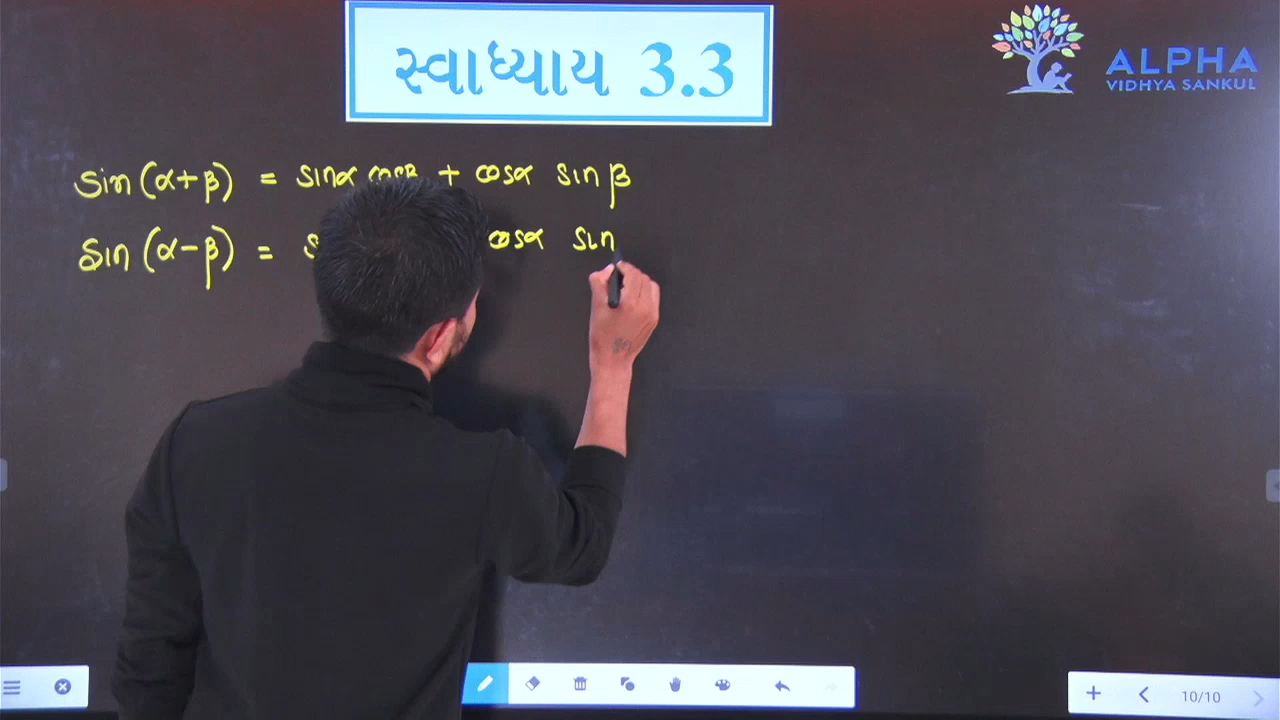 સ્વાધ્યાય 3.3
ALPHA
VIDHYA SANKUL
sin(α+β) = sinα cosβ + cosα sinβ
sin(α-β) = cosα sin
10/10